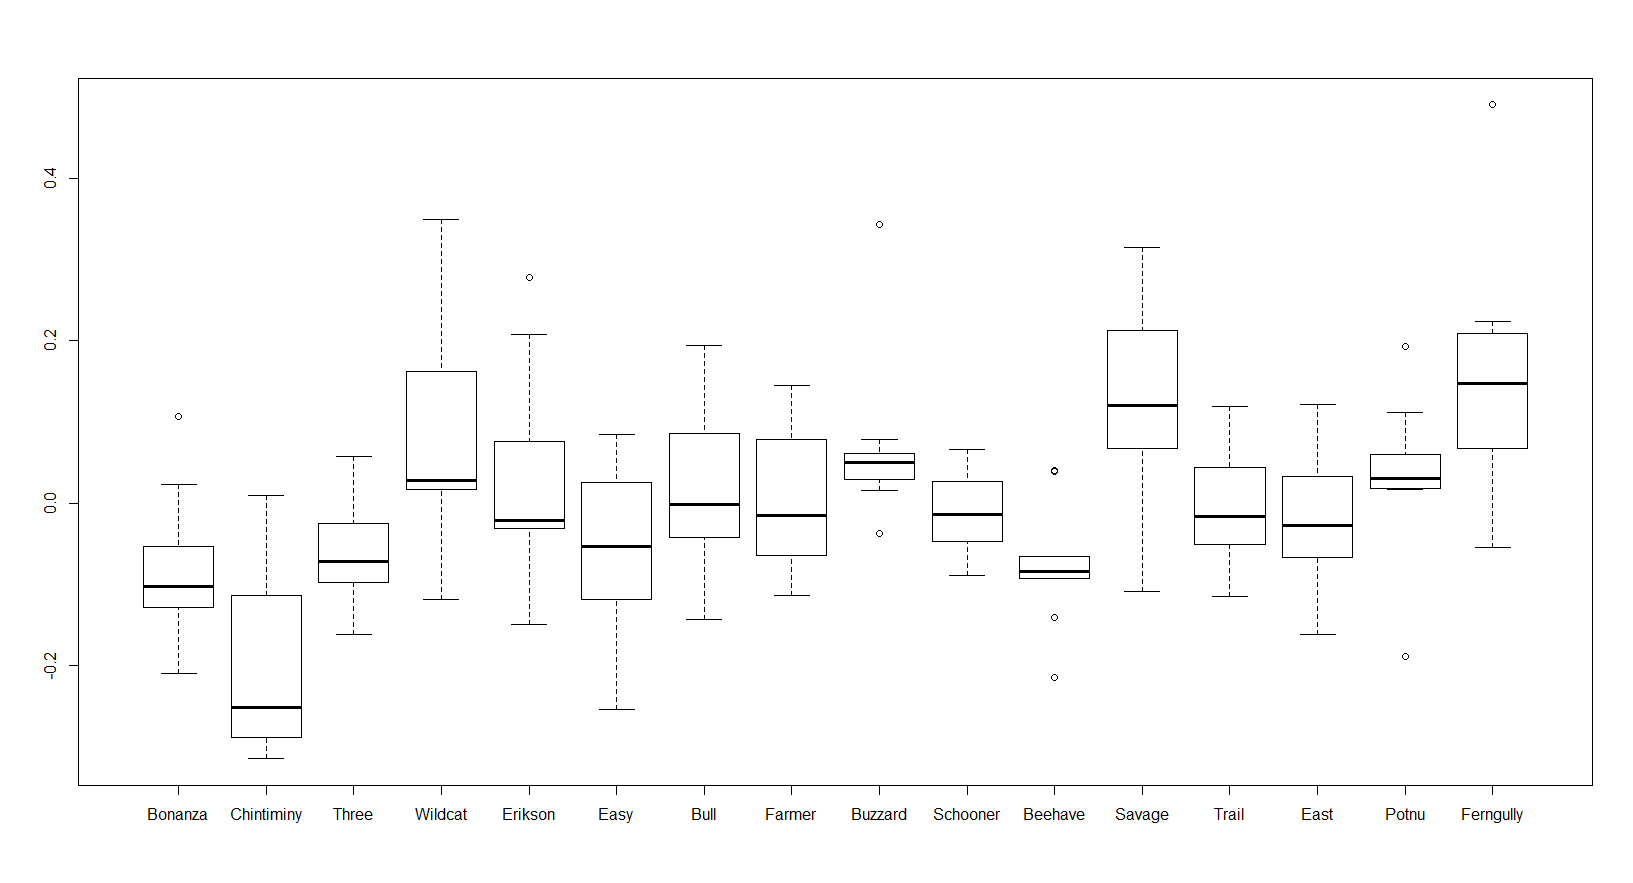 0.4
0.2
0.0
-0.2
Bonanza Chintiminy Three Wildcat Erikson Easy Bull Farmer Buzzard Schooner Beehave Savage Trail East Potnu Ferngully